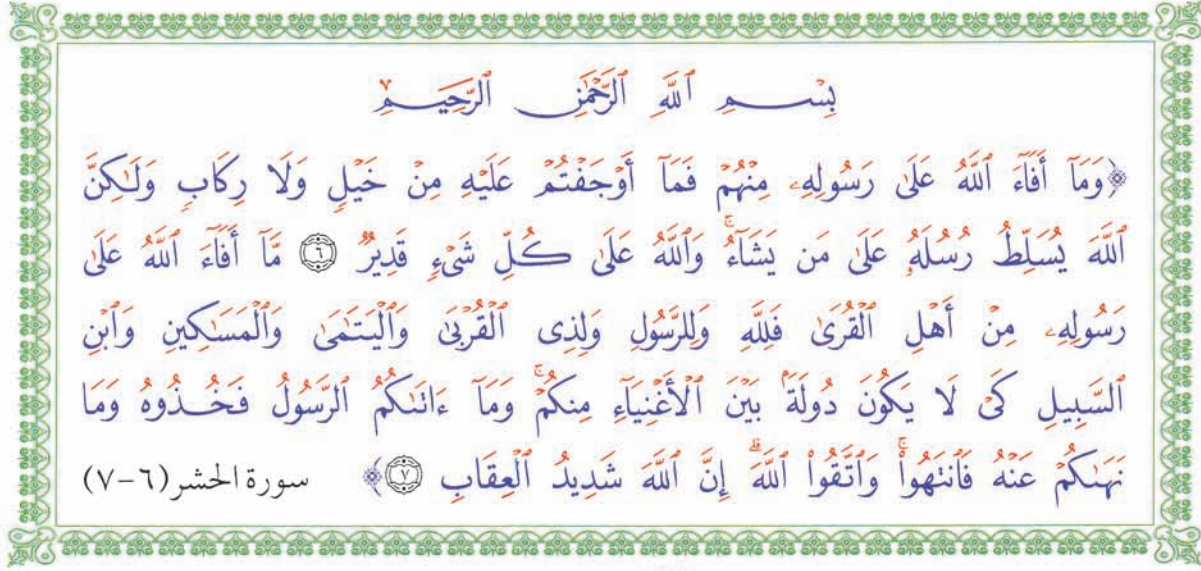 بِسْمِ ٱللَّهِ ٱلرَّحْمَٰنِ ٱلرَّحِيمِ
﴿وَمَآ أَفَآءَ ٱللَّهُ عَلَىٰ رَسُولِهِۦ مِنْهُمْ فَمَآ أَوْجَفْتُمْ عَلَيْهِ مِنْ خَيْلٍ وَلَا رِكَابٍ وَلَٰكِنَّ
ٱللَّهَ يُسَلِّطُ رُسُلَهُۥ عَلَىٰ مَن يَشَآءُۚ وَٱللَّهُ عَلَىٰ كُلِّ شَىْءٍ قَدِيرٌ ٦ مَّآ أَفَآءَ ٱللَّهُ عَلَىٰ
رَسُولِهِۦ مِنْ أَهْلِ ٱلْقُرَىٰ فَلِلَّهِ وَلِلرَّسُولِ وَلِذِى ٱلْقُرْبَىٰ وَٱلْيَتَٰمَىٰ وَٱلْمَسَٰكِينِ وَٱبْنِ
ٱلسَّبِيلِ كَىْ لَا يَكُونَ دُولَةًۢ بَيْنَ ٱلْأَغْنِيَآءِ مِنكُمْۚ وَمَآ ءَاتَىٰكُمُ ٱلرَّسُولُ فَخُذُوهُ وَمَا
نَهَىٰكُمْ عَنْهُ فَٱنتَهُوا۟ۚ وَٱتَّقُوا۟ ٱللَّهَۖ إِنَّ ٱللَّهَ شَدِيدُ ٱلْعِقَابِ ٧﴾ سورة الحشر (٦-٧)